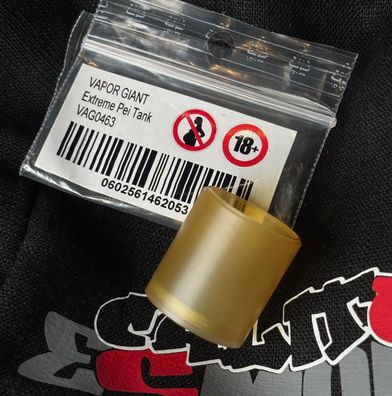 VAPOR GIANT
Extreme Pei Tank
VAG0463
18+
0602561462053